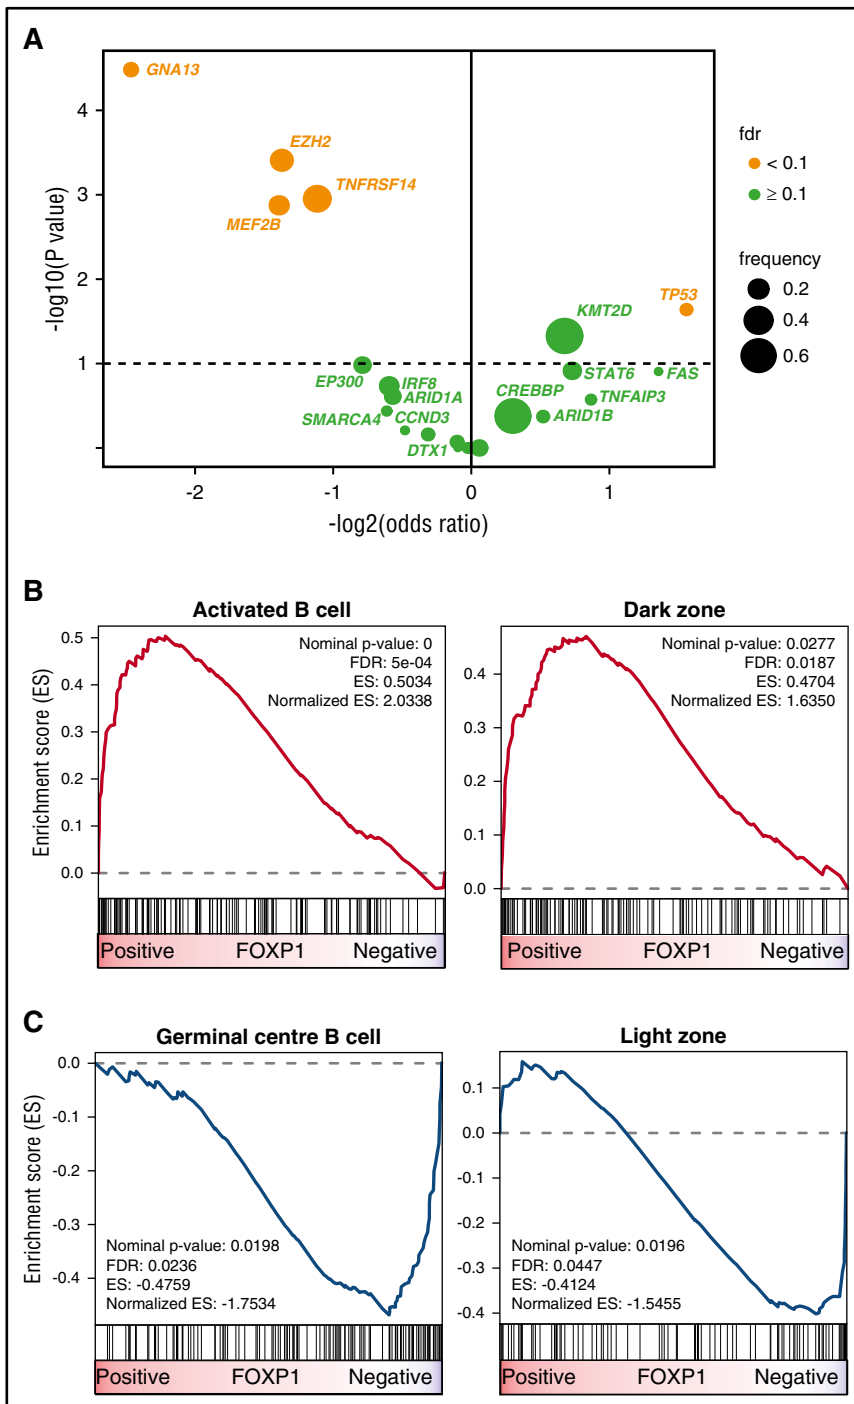 A
GNA13
EZH2
TNFRSF14
MEF2B
TP53
KMT2D
EP300
IRF8
ARID1A
SMARCA4
CCND3
DTX1
CREBBP
STAT6
FAS
TNFAIP3
ARID1B
4
3
2
1
-log10(P value)
-2
-1
0
1
-log2(odds ratio)
fdr
< 0.1
≥ 0.1
frequency
0.2
0.4
0.6
B
Activated B cell
Nominal p-value: 0
FDR: 5e-04
ES: 0.5034
Normalized ES: 2.0338
0.5
0.4
0.3
0.2
0.1
0.0
Enrichment score (ES)
Positive FOXP1 Negative
Dark zone
Nominal p-value: 0.0277
FDR: 0.0187
ES: 0.4704
Normalized ES: 1.6350
0.4
0.3
0.2
0.1
0.0
Positive FOXP1 Negative
C
Germinal centre B cell
0.0
-0.1
-0.2
-0.3
-0.4
Enrichment score (ES)
Nominal p-value: 0.0198
FDR: 0.0236
ES: -0.4759
Normalized ES: -1.7534
Positive FOXP1 Negative
Light zone
0.1
0.0
-0.1
-0.2
-0.3
-0.4
Nominal p-value: 0.0196
FDR: 0.0447
ES: -0.4124
Normalized ES: -1.5455
Positive FOXP1 Negative